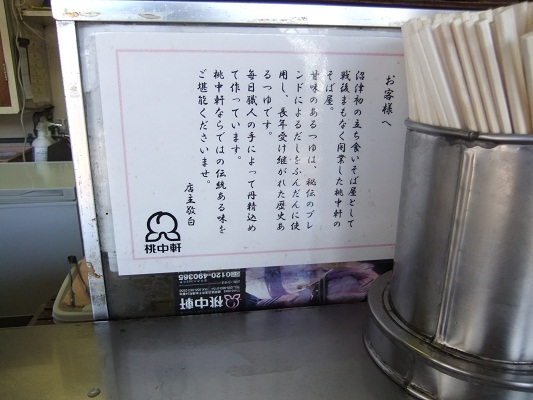 お客様へ
沼津初の立ち食いそば屋として
戦後まもなく開業した桃中軒の
そば屋。
甘味のあるつゆは、秘伝のブレ
ンドによるだしをふんだんに使
用し、長年受け継がれた歴史あ
るつゆです。
毎日職人の手によって丹精込め
て作っています。
桃中軒ならではの伝統ある味を
ご堪能くださいませ。
店主敬白
桃中軒
桃中軒
0120-490365